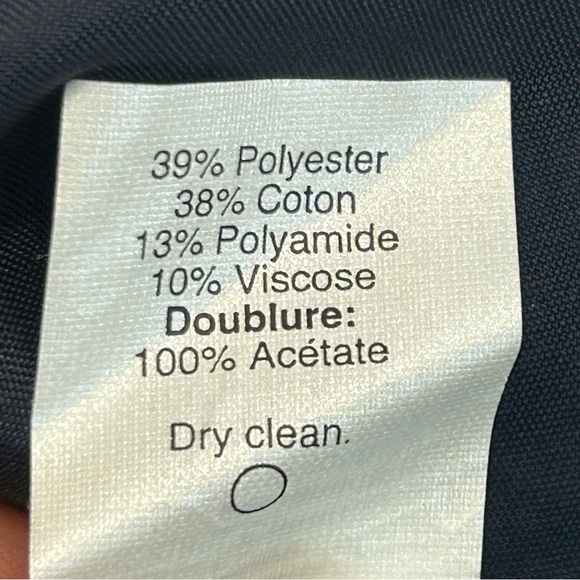 39% Polyester
38% Coton
13% Polyamide
10% Viscose
Doublure:
100% Acétate
Dry clean.